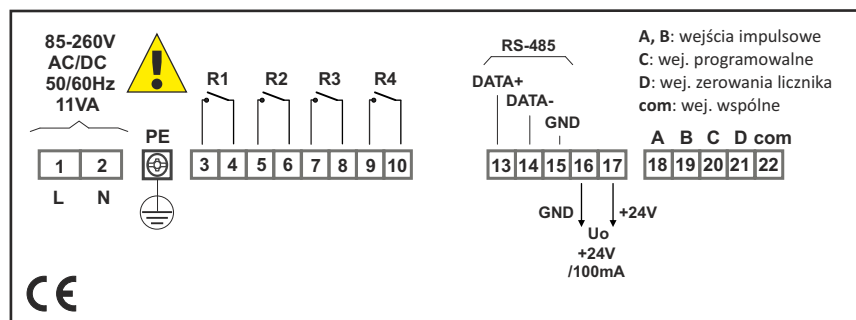 85-260V
AC/DC
50/60Hz
11VA
PE
1 2
L N
R1 R2 R3 R4
3 4 5 6 7 8 9 10
RS-485
DATA+
DATA-
GND
13 14 15 16 17
GND +24V
Uo
+24V
/100mA
A, B: wejścia impulsowe
C: wej. programowalne
D: wej. zerowania licznika
com: wej. wspólne
A B C D com
18 19 20 21 22
CE